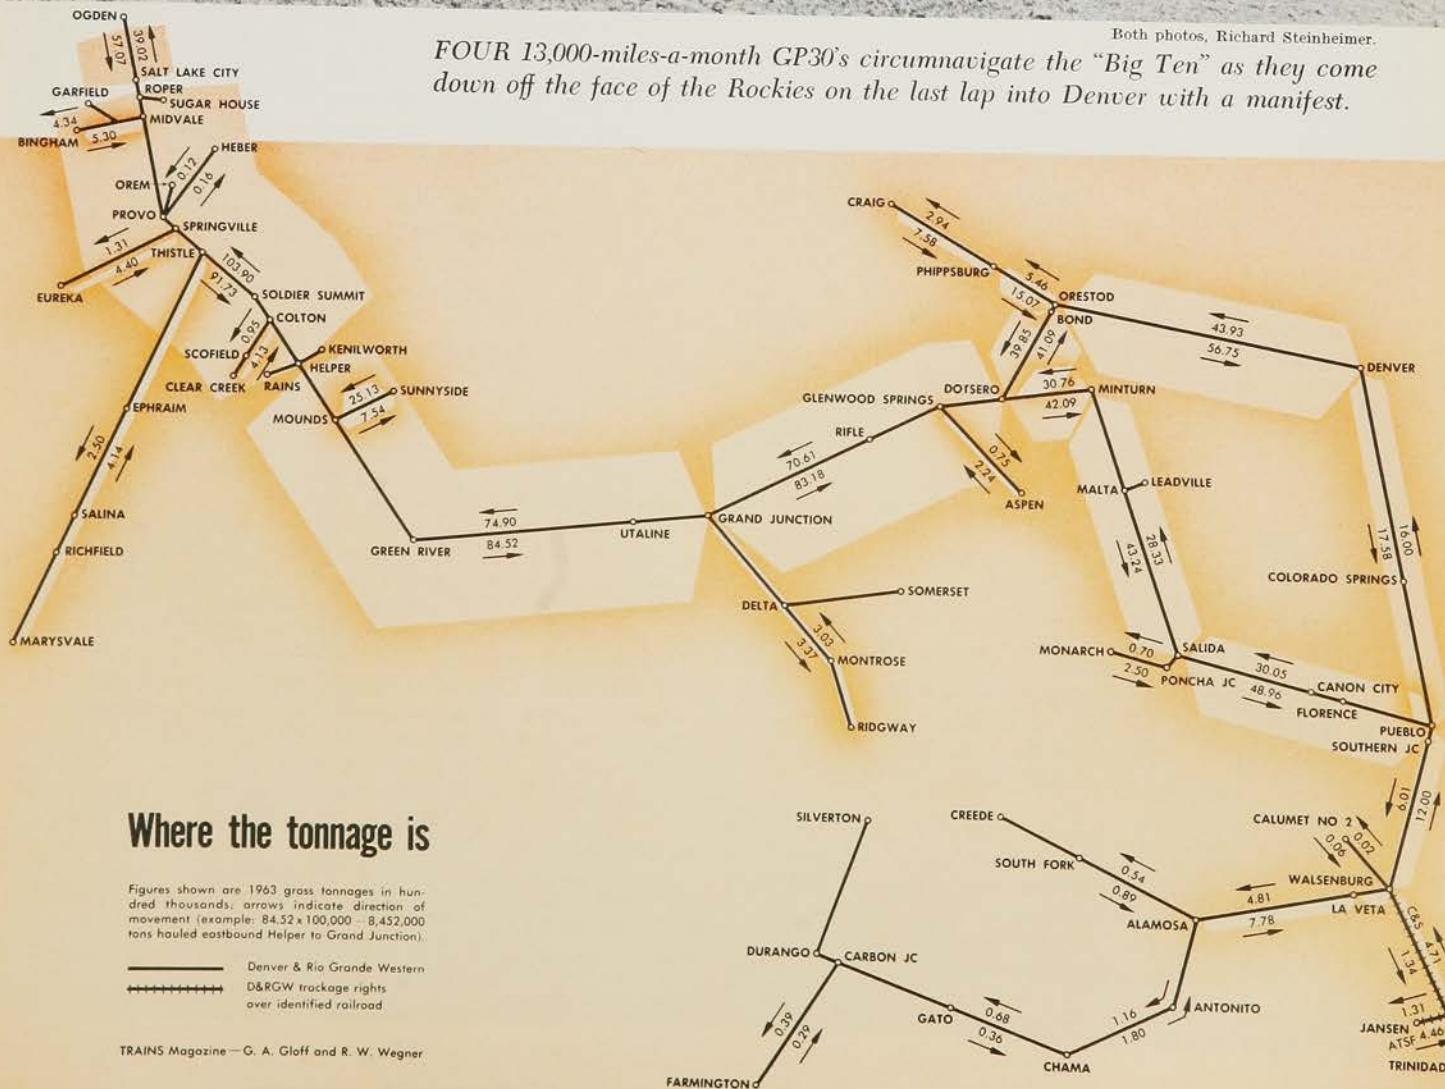 Both photos, Richard Steinheimer.
FOUR 13,000-miles-a-month GP30's circumnavigate the "Big Ten" as they come
down off the face of the Rockies on the last lap into Denver with a manifest.
OGDEN
57.07
39.02
SALT LAKE CITY
ROPER
GARFIELD
SUGAR HOUSE
MIDVALE
4.34
BINGHAM
5.30
HEBER
0.12
0.16
OREM
PROVO
SPRINGVILLE
1.31
4.40
THISTLE
EUREKA
103.90
91.73
SOLDIER SUMMIT
COLTON
0.95
SCOFIELD
4.13
CLEAR CREEK
RAINS
KENILWORTH
HELPER
25.13
SUNNYSIDE
7.54
MOUNDS
EPHRAIM
2.50
4.14
SALINA
RICHFIELD
MARYSVALE
GREEN RIVER
74.90
84.52
UTALINE
GRAND JUNCTION
70.61
83.18
RIFLE
GLENWOOD SPRINGS
0.75
2.24
ASPEN
DOTSERO
30.76
42.09
MINTURN
CRAIG
2.94
7.58
PHIPPSBURG
5.46
15.07
ORESTOD
BOND
39.85
41.09
43.93
56.75
DENVER
MALTA
LEADVILLE
43.24
28.33
17.58
16.00
COLORADO SPRINGS
DELTA
SOMERSET
3.03
3.37
MONTROSE
RIDGWAY
MONARCH
0.70
2.50
SALIDA
PONCHA JC
30.05
48.96
CANON CITY
FLORENCE
PUEBLO
SOUTHERN JC
6.01
12.00
CALUMET NO 2
0.02
0.06
WALSENBURG
LA VETA
4.81
7.78
C&S 4.71
1.34
1.31
JANSEN
ATSF 4.46
TRINIDAD
SILVERTON
CREEDE
SOUTH FORK
0.54
0.89
ALAMOSA
DURANGO
CARBON JC
GATO
0.68
0.36
1.16
1.80
ANTONITO
CHAMA
0.39
0.29
FARMINGTON
Where the tonnage is
Figures shown are 1963 gross tonnages in hun-
dred thousands; arrows indicate direction of
movement (example: 84.52 x 100,000 – 8,452,000
tons hauled eastbound Helper to Grand Junction).
Denver & Rio Grande Western
D&RGW trackage rights
over identified railroad
TRAINS Magazine — G. A. Gloff and R. W. Wegner